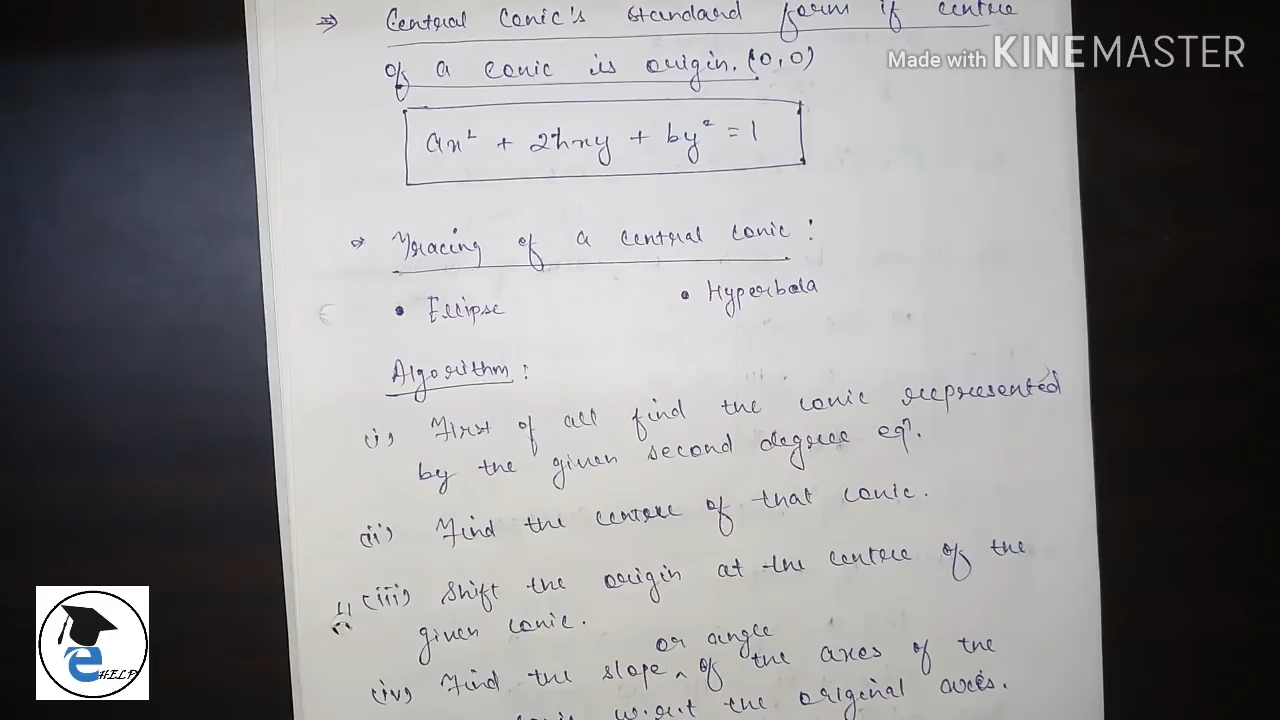 ⇒ Central Conic's standard form if centre
of a conic is origin. (0,0)
Made with KINEMASTER
ax² + 2hxy + by² = 1
⇒ Tracing of a central conic :
• Ellipse • Hyperbola
Algorithm :
(i) First of all find the conic represented
by the given second degree eqⁿ.
(ii) Find the centre of that conic.
(iii) Shift the origin at the centre of the
given conic.
or angle
(iv) Find the slope ^ of the axes of the
w.r.t the original axes.
e HELP